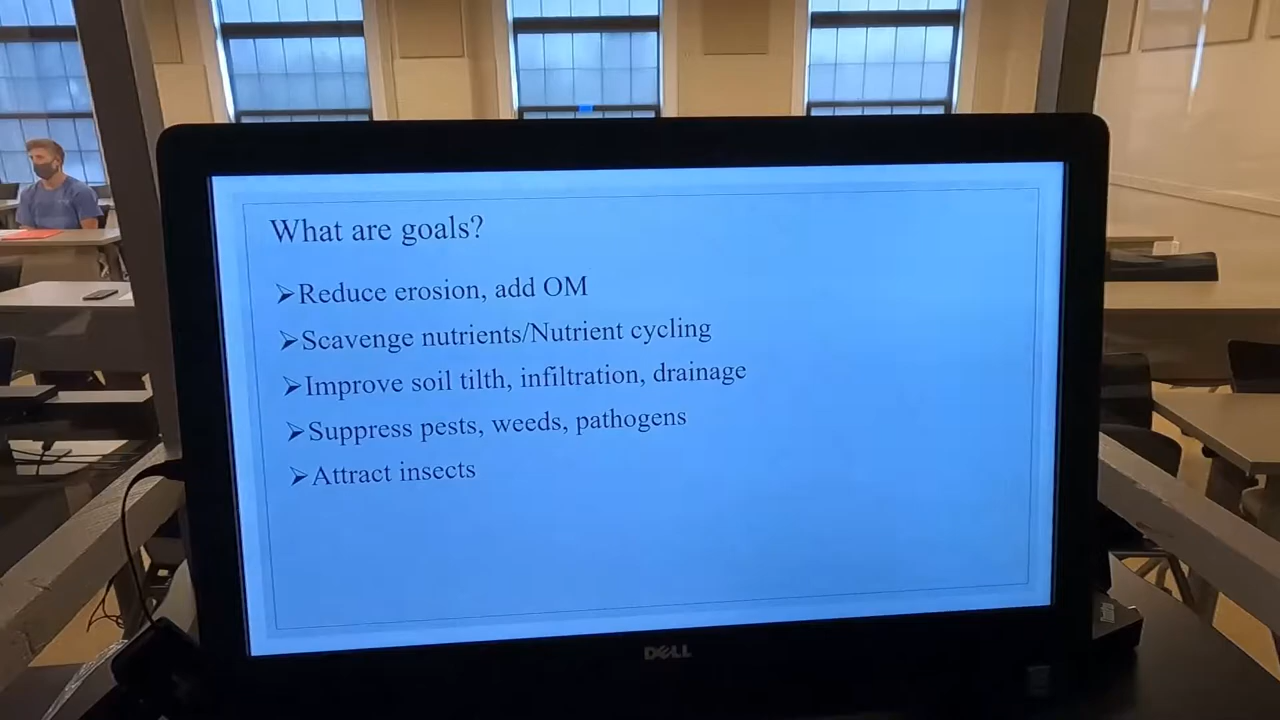 What are goals?
➢Reduce erosion, add OM
➢Scavenge nutrients/Nutrient cycling
➢Improve soil tilth, infiltration, drainage
➢Suppress pests, weeds, pathogens
➢Attract insects
DELL